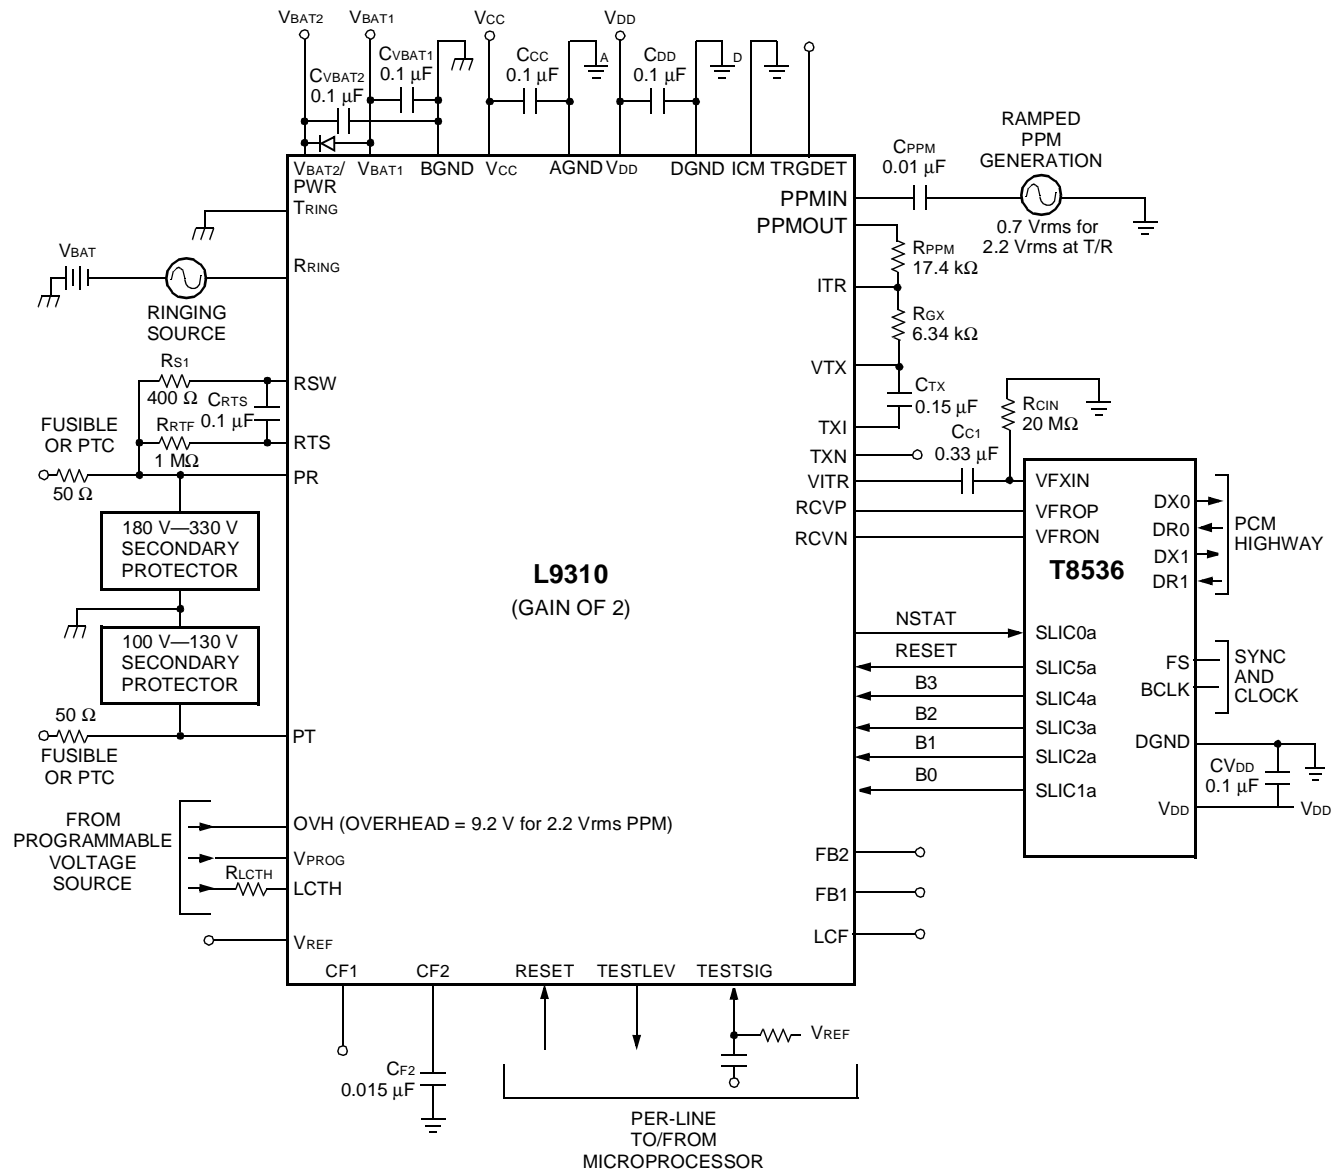 VBAT2
VBAT1
VCC
VDD
CVBAT2
0.1 µF
CVBAT1
0.1 µF
CCC
0.1 µF
A
CDD
0.1 µF
D
VBAT2/
PWR
VBAT1
BGND
VCC
AGND
VDD
DGND
ICM
TRGDET
CPPM
0.01 µF
RAMPED
PPM
GENERATION
0.7 Vrms for
2.2 Vrms at T/R
PPMIN
PPMOUT
RPPM
17.4 kΩ
ITR
RGX
6.34 kΩ
VTX
CTX
0.15 µF
TXI
TXN
VITR
RCVP
RCVN
CC1
0.33 µF
RCIN
20 MΩ
TRING
VBAT
RINGING
SOURCE
RRING
RS1
400 Ω
CRTS
0.1 µF
RSW
FUSIBLE
OR PTC
RRTF
1 MΩ
RTS
50 Ω
PR
180 V—330 V
SECONDARY
PROTECTOR
100 V—130 V
SECONDARY
PROTECTOR
50 Ω
PT
FUSIBLE
OR PTC
L9310
(GAIN OF 2)
VFXIN
VFROP
VFRON
T8536
DX0
DR0
DX1
DR1
PCM
HIGHWAY
NSTAT
SLIC0a
RESET
SLIC5a
B3
SLIC4a
B2
SLIC3a
B1
SLIC2a
B0
SLIC1a
FS
BCLK
SYNC
AND
CLOCK
DGND
CVDD
0.1 µF
VDD
VDD
FROM
PROGRAMMABLE
VOLTAGE
SOURCE
OVH (OVERHEAD = 9.2 V for 2.2 Vrms PPM)
VPROG
RLCTH
LCTH
VREF
FB2
FB1
LCF
CF1
CF2
RESET
TESTLEV
TESTSIG
VREF
CF2
0.015 µF
PER-LINE
TO/FROM
MICROPROCESSOR